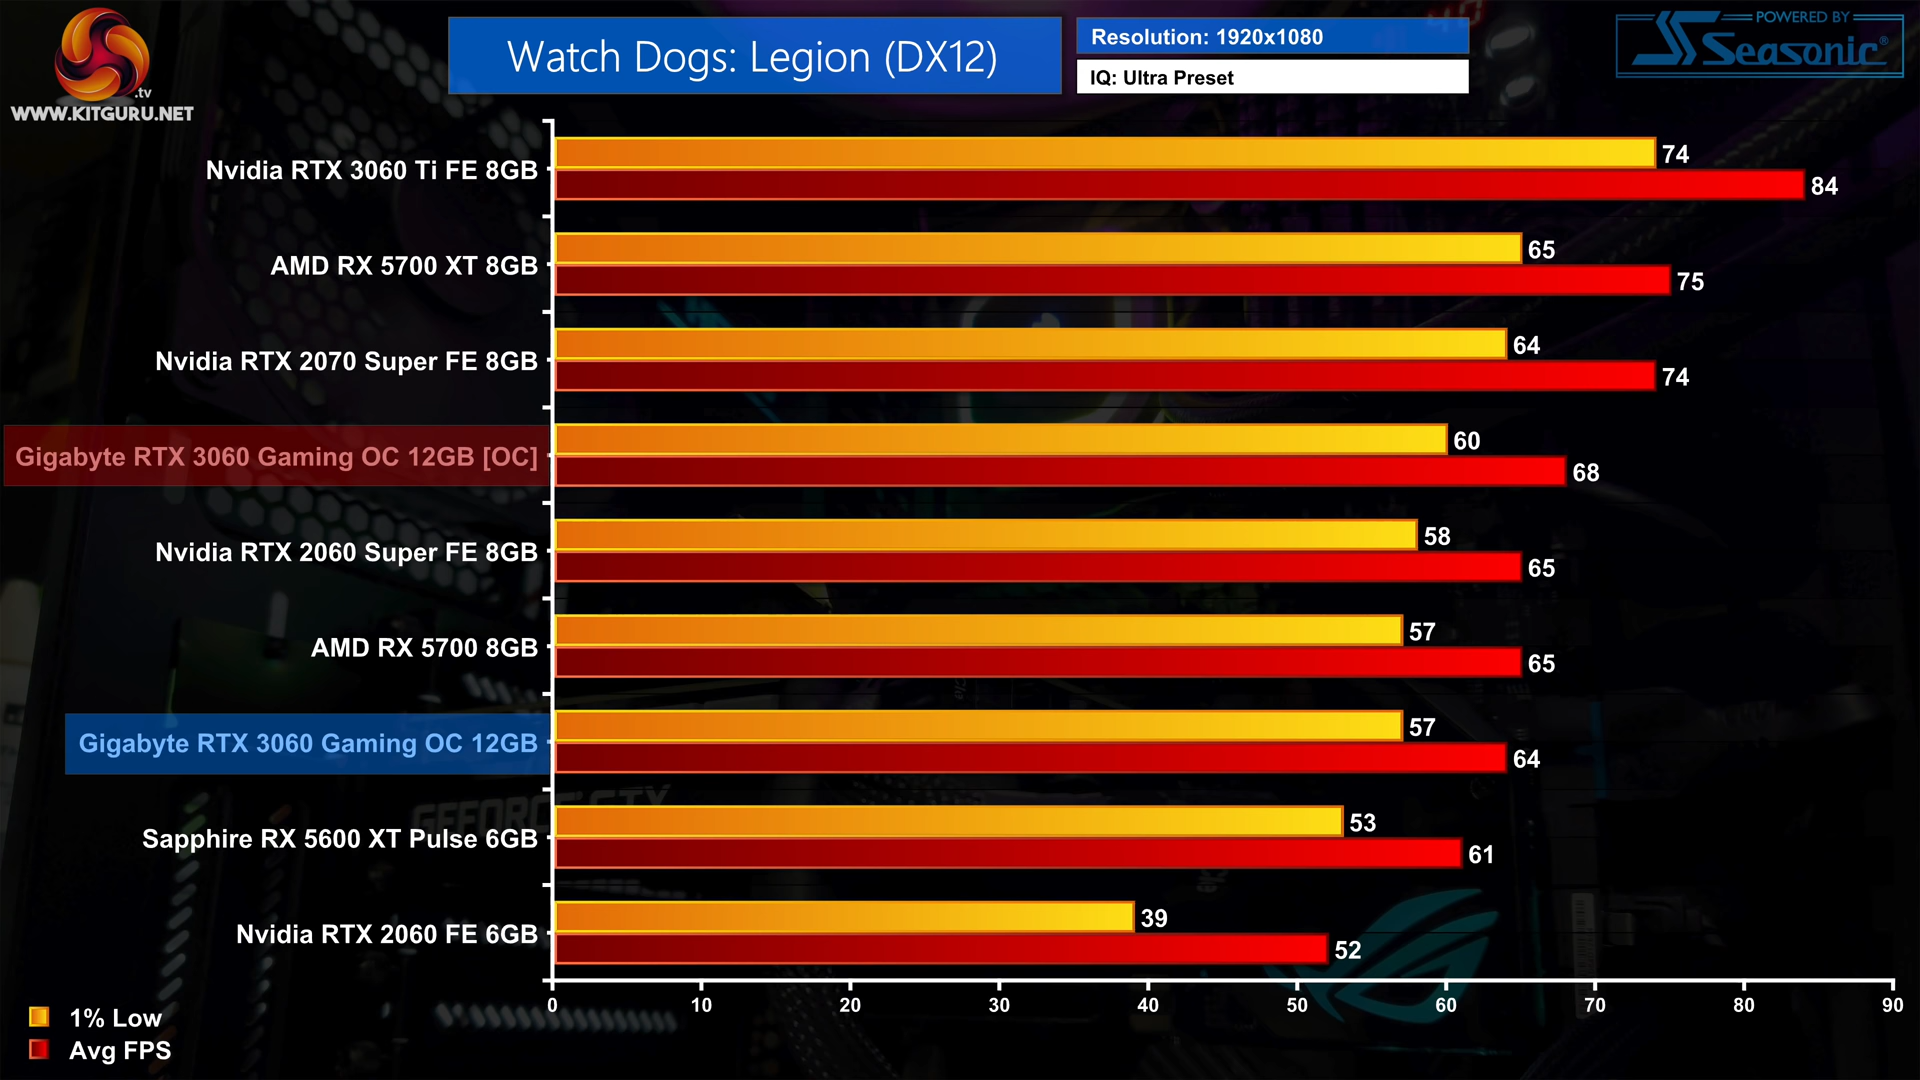 .tv
WWW.KITGURU.NET
Watch Dogs: Legion (DX12)
Resolution: 1920x1080
IQ: Ultra Preset
POWERED BY
Seasonic®
Nvidia RTX 3060 Ti FE 8GB
74
84
AMD RX 5700 XT 8GB
65
75
Nvidia RTX 2070 Super FE 8GB
64
74
Gigabyte RTX 3060 Gaming OC 12GB [OC]
60
68
Nvidia RTX 2060 Super FE 8GB
58
65
AMD RX 5700 8GB
57
65
Gigabyte RTX 3060 Gaming OC 12GB
57
64
GEFORCE GTX
Sapphire RX 5600 XT Pulse 6GB
53
61
Nvidia RTX 2060 FE 6GB
39
52
0 10 20 30 40 50 60 70 80 90
1% Low
Avg FPS